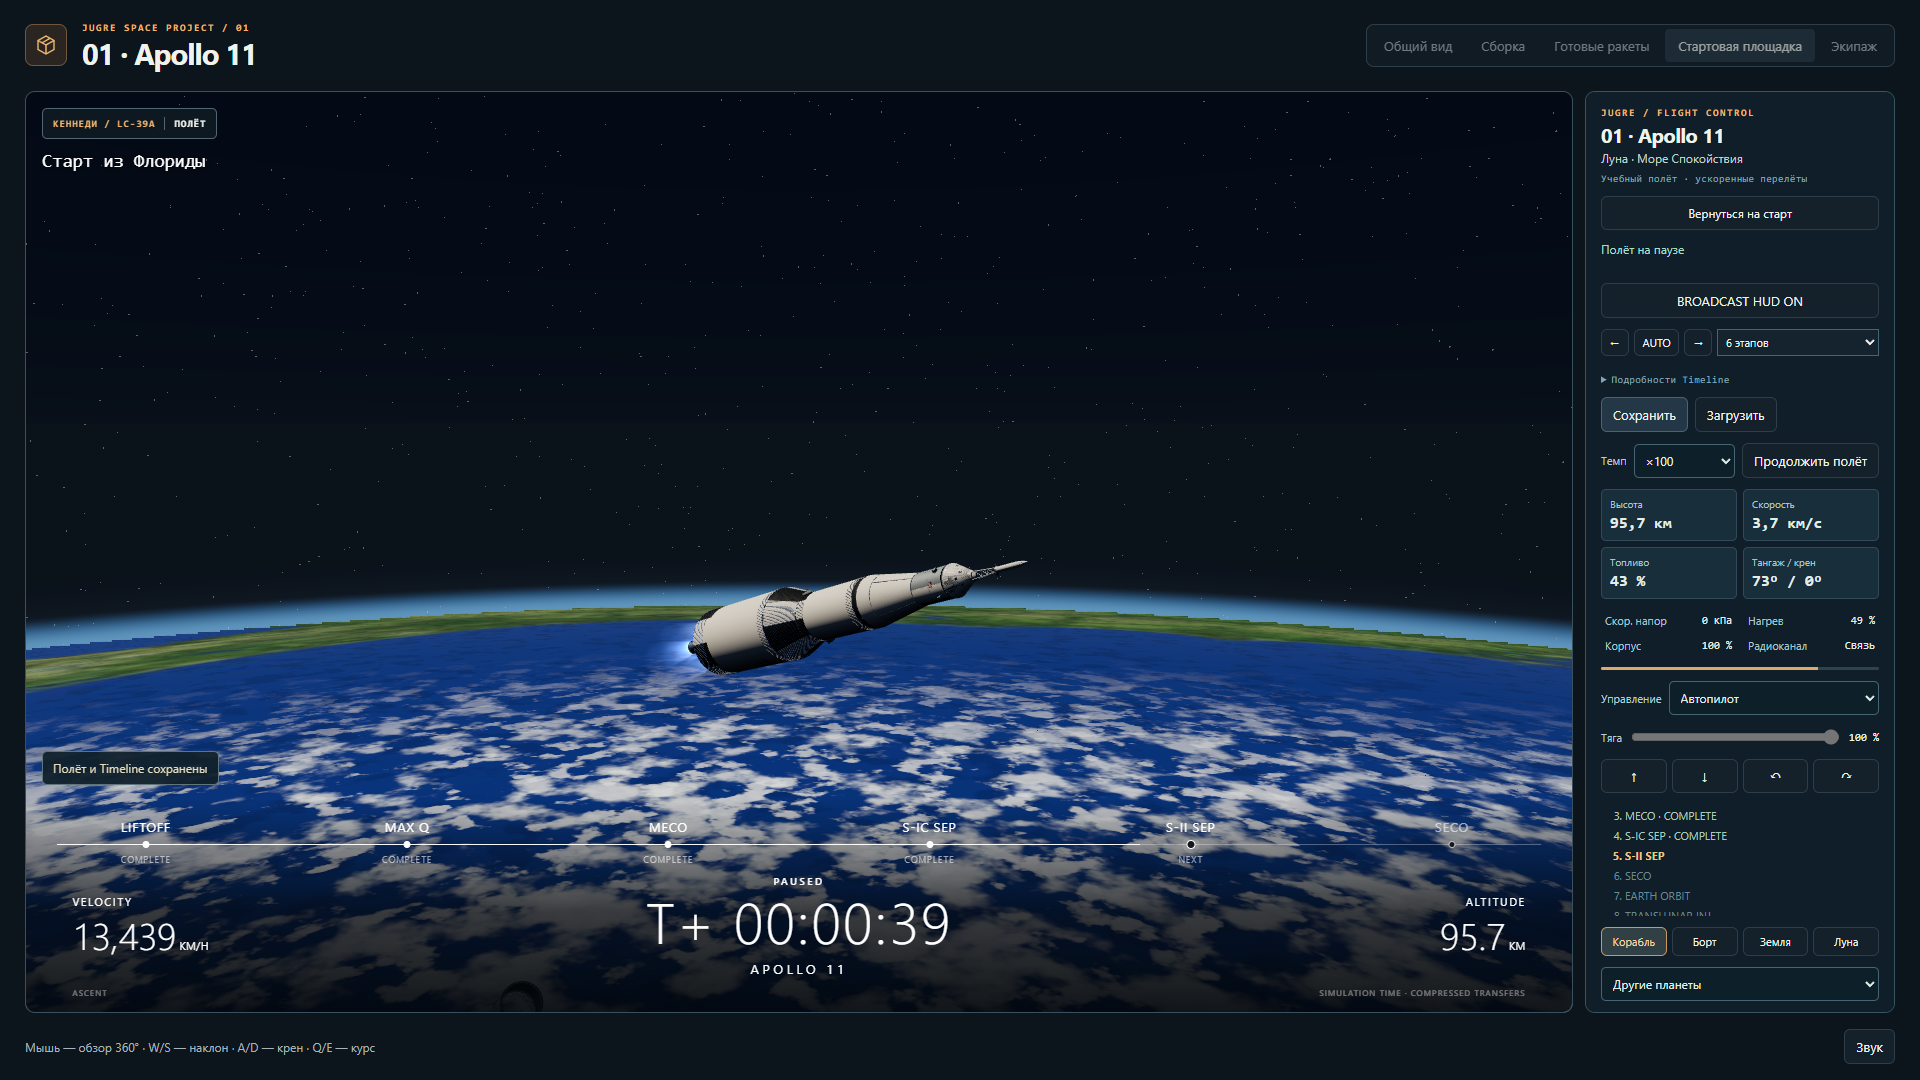 JUGRE SPACE PROJECT / 01
01 · Apollo 11
Общий вид
Сборка
Готовые ракеты
Стартовая площадка
Экипаж
КЕННЕДИ / LC-39A
ПОЛЁТ
Старт из Флориды
Полёт и Timeline сохранены
LIFTOFF
MAX Q
MECO
S-IC SEP
S-II SEP
SECO
COMPLETE
COMPLETE
COMPLETE
COMPLETE
NEXT
PAUSED
VELOCITY
13,439 КМ/Н
T+ 00:00:39
APOLLO 11
ALTITUDE
95.7 КМ
ASCENT
SIMULATION TIME · COMPRESSED TRANSFERS
JUGRE / FLIGHT CONTROL
01 · Apollo 11
Луна · Море Спокойствия
Учебный полёт · ускоренные перелёты
Вернуться на старт
Полёт на паузе
BROADCAST HUD ON
← AUTO → 6 этапов
▶ Подробности Timeline
Сохранить
Загрузить
Темп ×100 Продолжить полёт
Высота
95,7 км
Скорость
3,7 км/с
Топливо
43 %
Тангаж / крен
73° / 0°
Скор. напор 0 кПа Нагрев 49 %
Корпус 100 % Радиоканал Связь
Управление Автопилот
Тяга 100 %
↑ ↓ ↶ ↷
3. MECO · COMPLETE
4. S-IC SEP · COMPLETE
5. S-II SEP
6. SECO
7. EARTH ORBIT
8. TRANSLUNAR INJ
Корабль
Борт
Земля
Луна
Другие планеты
Мышь — обзор 360° · W/S — наклон · A/D — крен · Q/E — курс
Звук